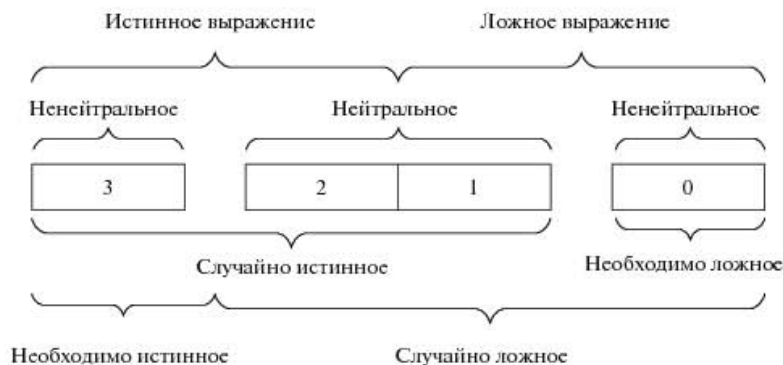 Истинное выражение Ложное выражение
Ненейтральное Нейтральное Ненейтральное
3 2 1 0
Случайно истинное Необходимо ложное
Необходимо истинное Случайно ложное